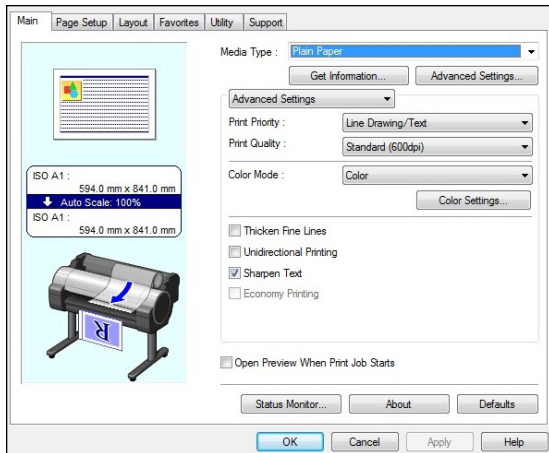 Main Page Setup Layout Favorites Utility Support
Media Type : Plain Paper
Get Information... Advanced Settings...
Advanced Settings
Print Priority : Line Drawing/Text
Print Quality : Standard (600dpi)
Color Mode : Color
Color Settings...
Thicken Fine Lines
Unidirectional Printing
Sharpen Text
Economy Printing
Open Preview When Print Job Starts
ISO A1 :
594.0 mm x 841.0 mm
Auto Scale: 100%
ISO A1 :
594.0 mm x 841.0 mm
R
Status Monitor... About Defaults
OK Cancel Apply Help